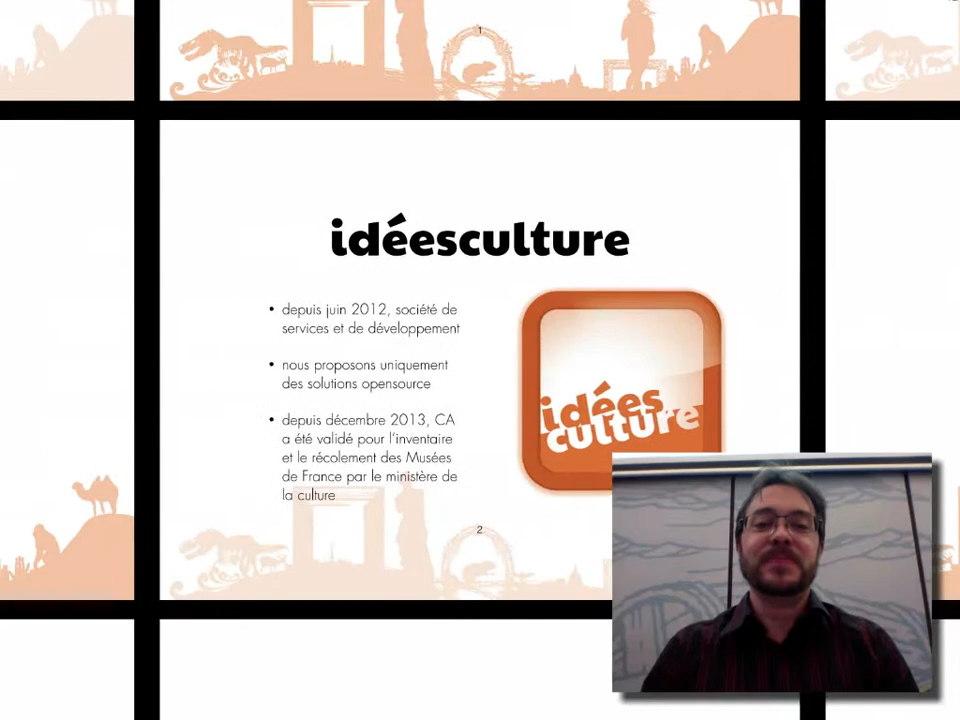 1
idéesculture
• depuis juin 2012, société de
services et de développement
• nous proposons uniquement
des solutions opensource
• depuis décembre 2013, CA
a été validé pour l'inventaire
et le récolement des Musées
de France par le ministère de
la culture
idées
culture
2